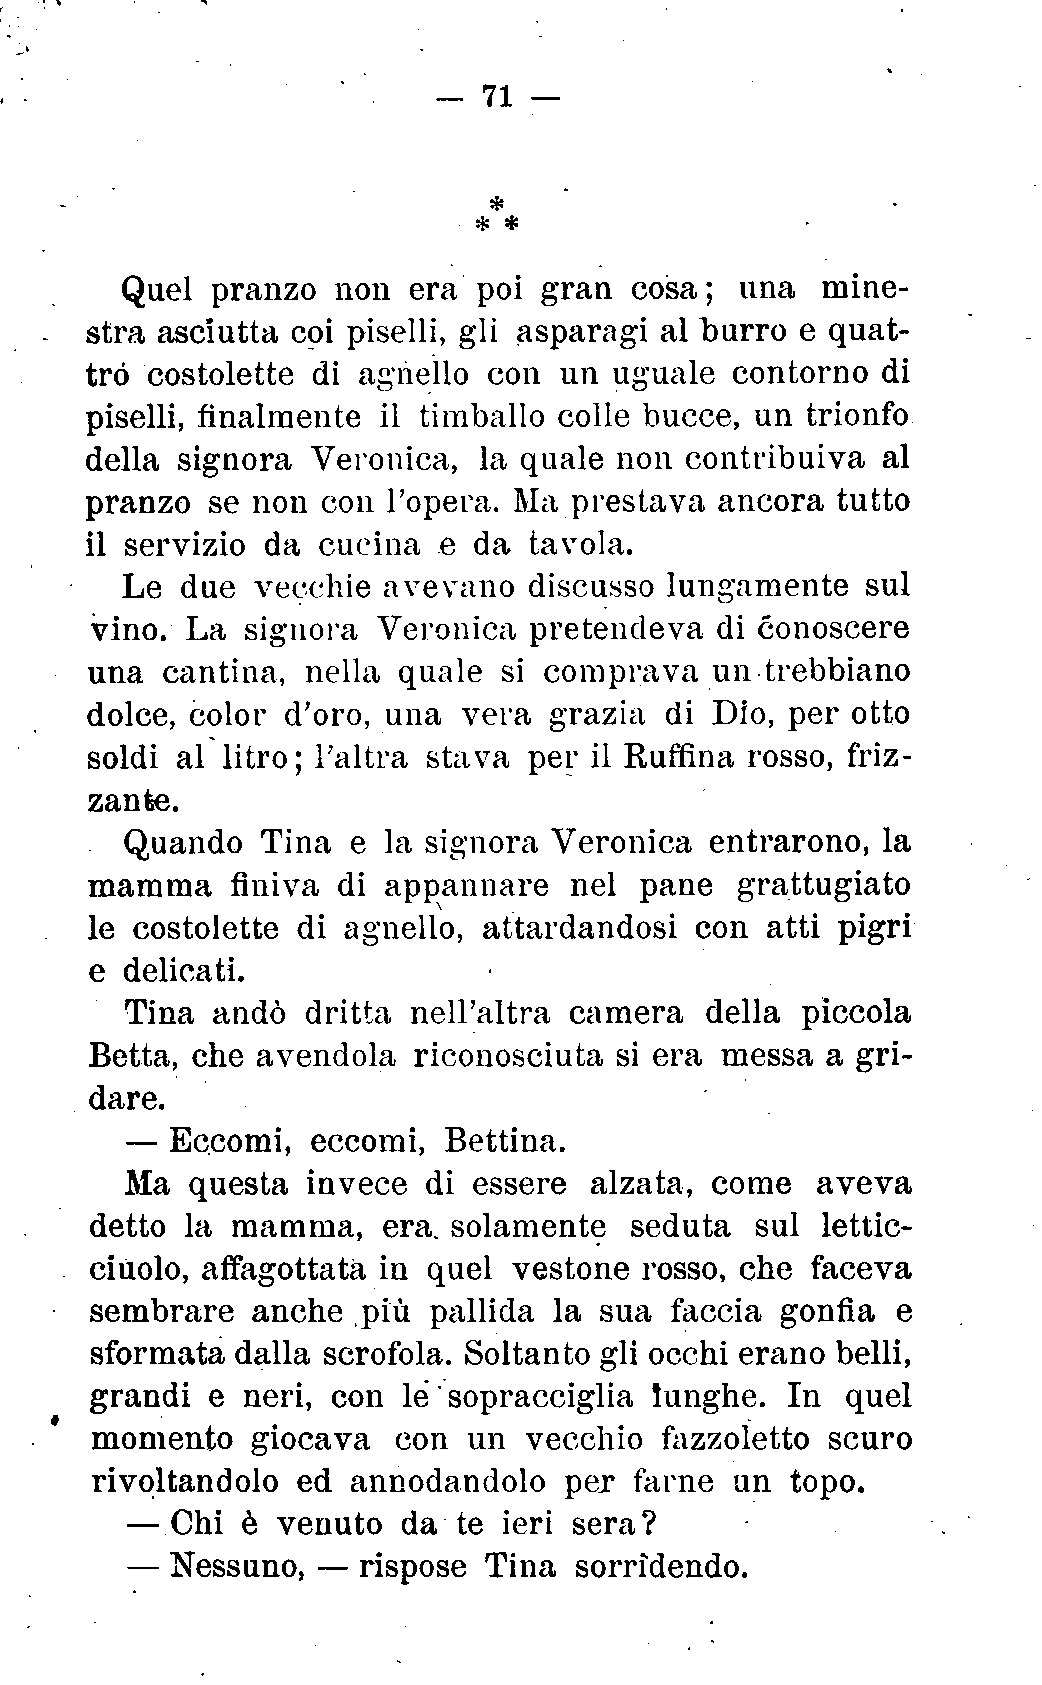 — 71 —
*
* *
Quel pranzo non era poi gran cosa; una mine-
stra asciutta coi piselli, gli asparagi al burro e quat-
tro costolette di agnello con un uguale contorno di
piselli, finalmente il timballo colle bucce, un trionfo
della signora Veronica, la quale non contribuiva al
pranzo se non con l'opera. Ma prestava ancora tutto
il servizio da cucina e da tavola.
Le due vecchie avevano discusso lungamente sul
vino. La signora Veronica pretendeva di conoscere
una cantina, nella quale si comprava un trebbiano
dolce, color d'oro, una vera grazia di Dio, per otto
soldi al litro; l'altra stava per il Ruffina rosso, friz-
zante.
Quando Tina e la signora Veronica entrarono, la
mamma finiva di appannare nel pane grattugiato
le costolette di agnello, attardandosi con atti pigri
e delicati.
Tina andò dritta nell'altra camera della piccola
Betta, che avendola riconosciuta si era messa a gri-
dare.
— Eccomi, eccomi, Bettina.
Ma questa invece di essere alzata, come aveva
detto la mamma, era solamente seduta sul lettic-
ciuolo, affagottata in quel vestone rosso, che faceva
sembrare anche più pallida la sua faccia gonfia e
sformata dalla scrofola. Soltanto gli occhi erano belli,
grandi e neri, con le sopracciglia lunghe. In quel
momento giocava con un vecchio fazzoletto scuro
rivoltandolo ed annodandolo per farne un topo.
— Chi è venuto da te ieri sera?
— Nessuno, — rispose Tina sorridendo.